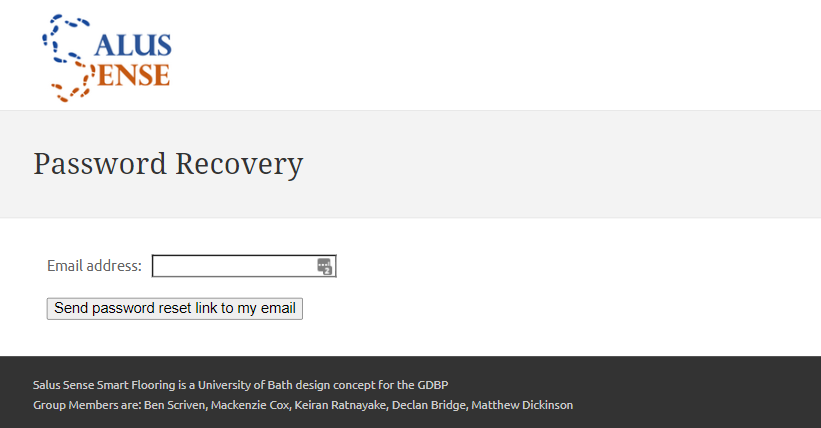 SALUS
SENSE
Password Recovery
Email address:
Send password reset link to my email
Salus Sense Smart Flooring is a University of Bath design concept for the GDBP
Group Members are: Ben Scriven, Mackenzie Cox, Keiran Ratnayake, Declan Bridge, Matthew Dickinson